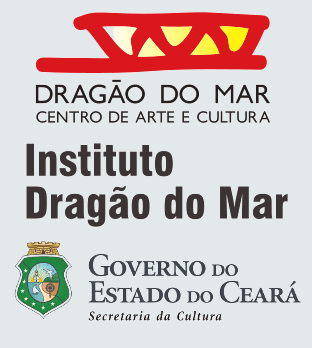 DRAGÃO DO MAR
CENTRO DE ARTE E CULTURA
Instituto
Dragão do Mar
GOVERNO DO
ESTADO DO CEARÁ
Secretaria da Cultura